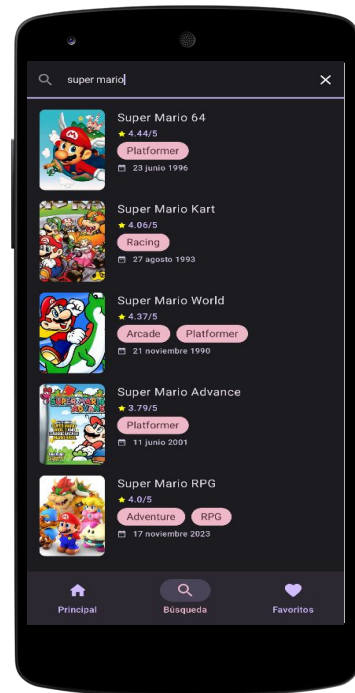 super mario
Super Mario 64
4.44/5
Platformer
23 junio 1996
Super Mario Kart
4.06/5
Racing
27 agosto 1993
Super Mario World
4.37/5
Arcade Platformer
21 noviembre 1990
Super Mario Advance
3.79/5
Platformer
11 junio 2001
Super Mario RPG
4.0/5
Adventure RPG
17 noviembre 2023
Principal Búsqueda Favoritos